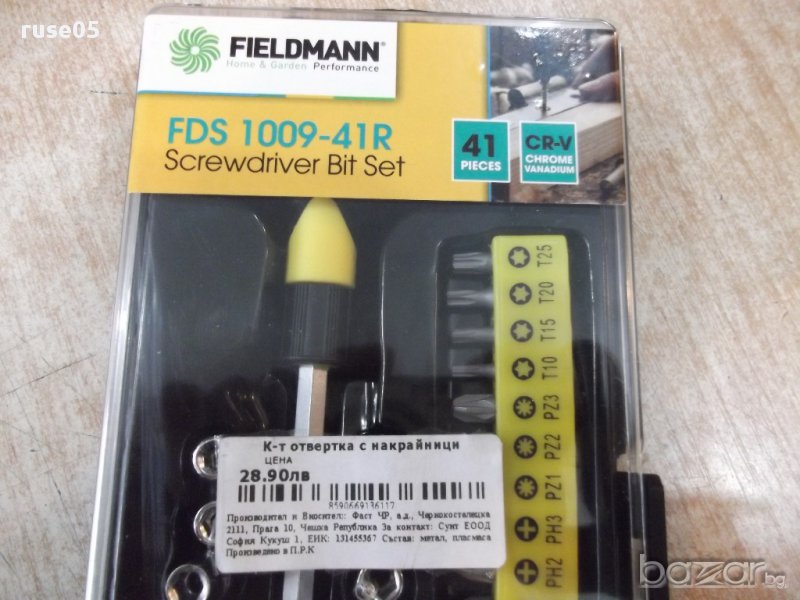 ruse05
FIELDMANN®
Home & Garden Performance
FDS 1009-41R
Screwdriver Bit Set
41
PIECES
CR-V
CHROME
VANADIUM
T25
T20
T15
T10
PZ3
PZ2
PZ1
PH3
PH2
К-т отвертка с накрайници
ЦЕНА
28.90лв
8590669136117
Производител и Вносител:: Фаст ЧР, а.д., Чернокостелецка
2111, Прага 10, Чешка Република За контакт: Сунт ЕООД
София Кукуш 1, ЕИК: 131455367 Състав: метал, пласмаса
Произведено в П.Р.К
bazar.bg